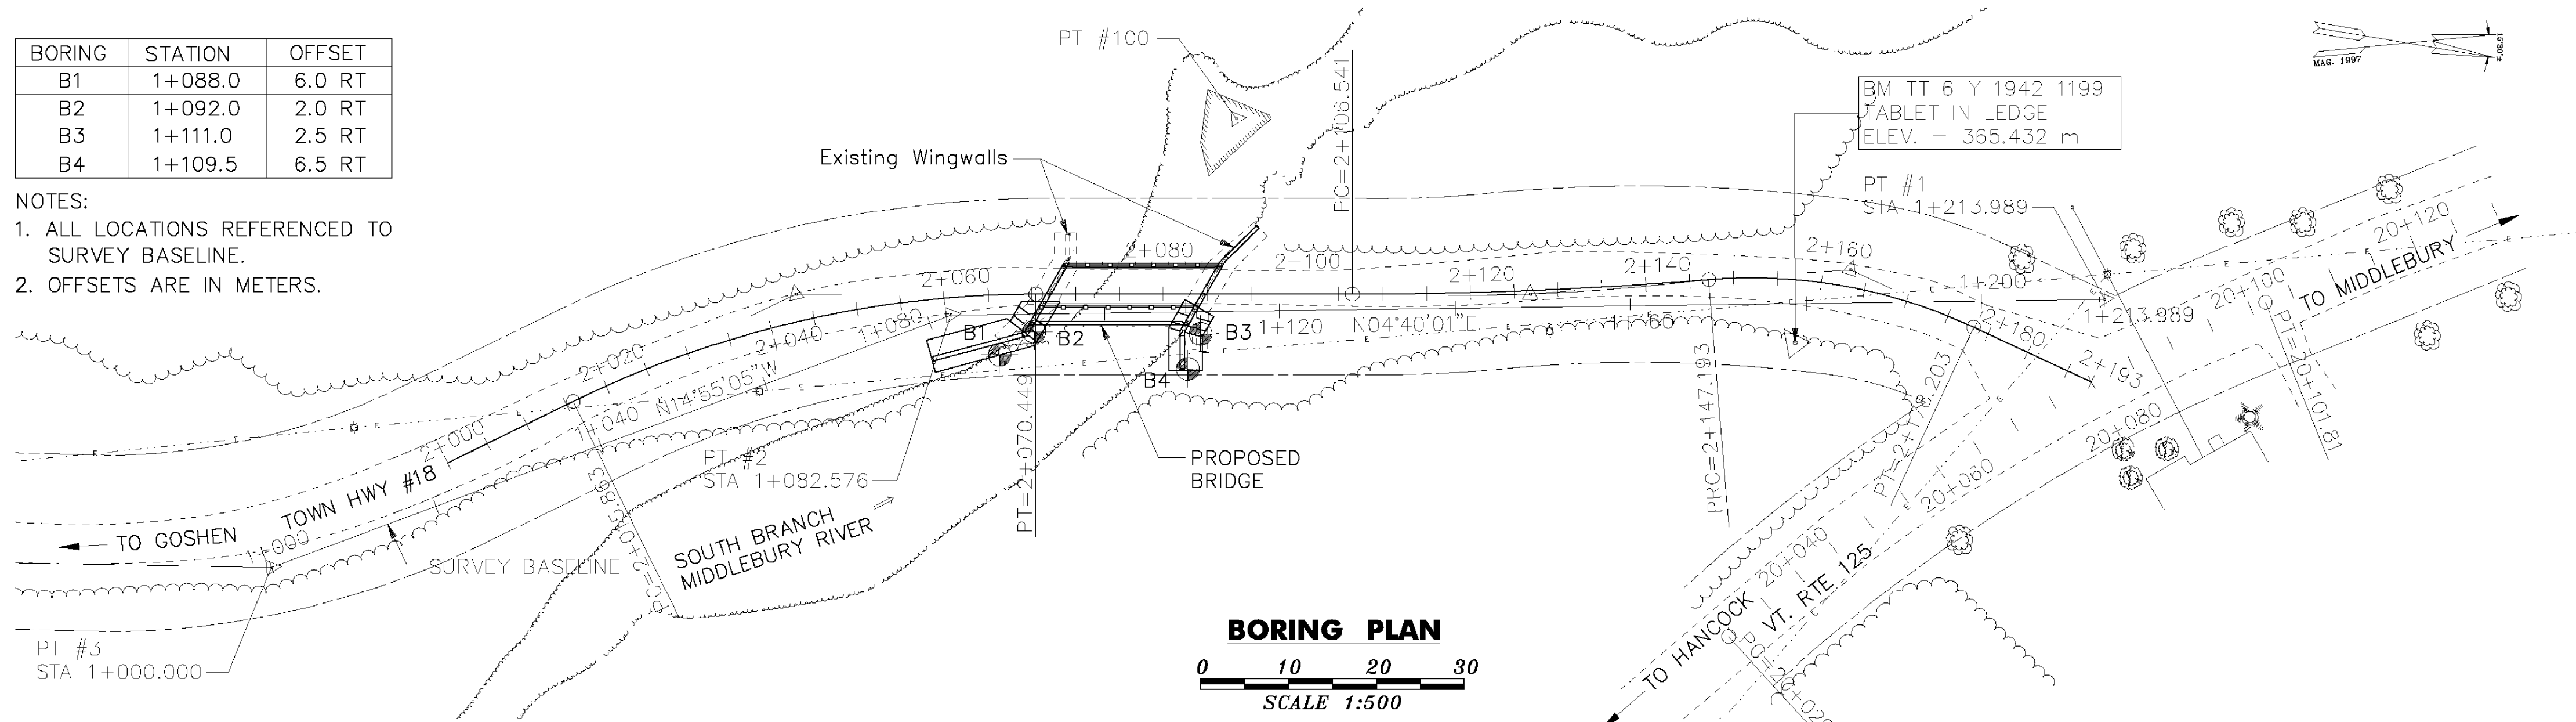 BORING STATION OFFSET
B1 1+088.0 6.0 RT
B2 1+092.0 2.0 RT
B3 1+111.0 2.5 RT
B4 1+109.5 6.5 RT
NOTES:
1. ALL LOCATIONS REFERENCED TO
SURVEY BASELINE.
2. OFFSETS ARE IN METERS.
PT #100
Existing Wingwalls
PC=2+106.541
BM TT 6 Y 1942 1199
TABLET IN LEDGE
ELEV. = 365.432 m
PT #1
STA 1+213.989
MAG. 1997
2+000
2+020
2+040
2+060
2+080
2+100
2+120
2+140
2+160
2+180
2+193
1+000
1+040
N14°55'05"W
1+080
1+120
N04°40'01"E
1+160
1+200
1+213.989
B1
B2
B3
B4
PT #2
STA 1+082.576
PT=2+070.449
PROPOSED
BRIDGE
PRC=2+147.193
PT=2+178.203
20+120
20+100
20+080
20+060
20+040
PT=20+101.81
TO MIDDLEBURY
TOWN HWY #18
TO GOSHEN
SURVEY BASELINE
PC=2+015.863
SOUTH BRANCH
MIDDLEBURY RIVER
PT #3
STA 1+000.000
TO HANCOCK
VT. RTE 125
BORING PLAN
0 10 20 30
SCALE 1:500